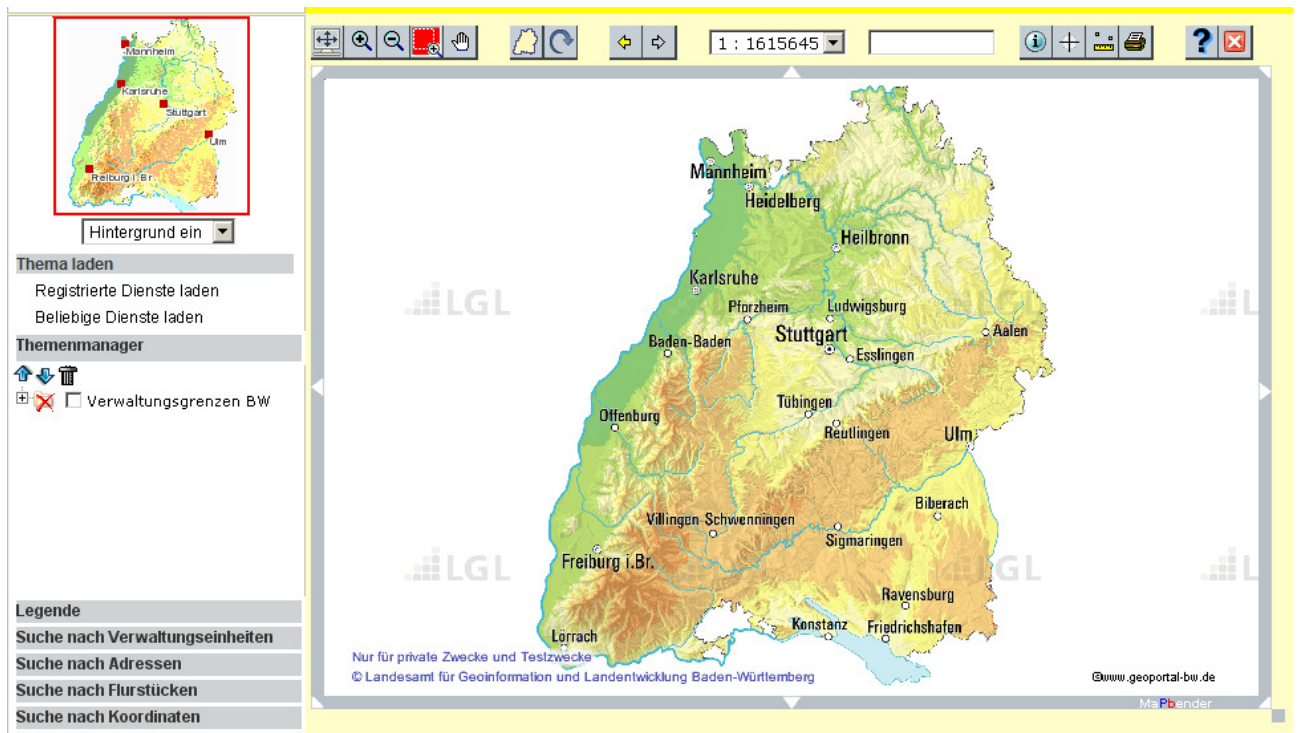 Mannheim
Karlsruhe
Stuttgart
Ulm
Freiburg i. Br.
Hintergrund ein
Thema laden
Registrierte Dienste laden
Beliebige Dienste laden
Themenmanager
Verwaltungsgrenzen BW
Legende
Suche nach Verwaltungseinheiten
Suche nach Adressen
Suche nach Flurstücken
Suche nach Koordinaten
1 : 1615645
?
Mannheim
Heidelberg
Heilbronn
Karlsruhe
LGL
Pforzheim
Ludwigsburg
L
Stuttgart
Aalen
Baden-Baden
Esslingen
Tübingen
Offenburg
Reutlingen
Ulm
Biberach
Villingen-Schwenningen
Sigmaringen
Freiburg i.Br.
LGL
LGL
L
Ravensburg
Konstanz
Friedrichshafen
Lörrach
Nur für private Zwecke und Testzwecke
© Landesamt für Geoinformation und Landentwicklung Baden-Württemberg
©www.geoportal-bw.de
MaPbender